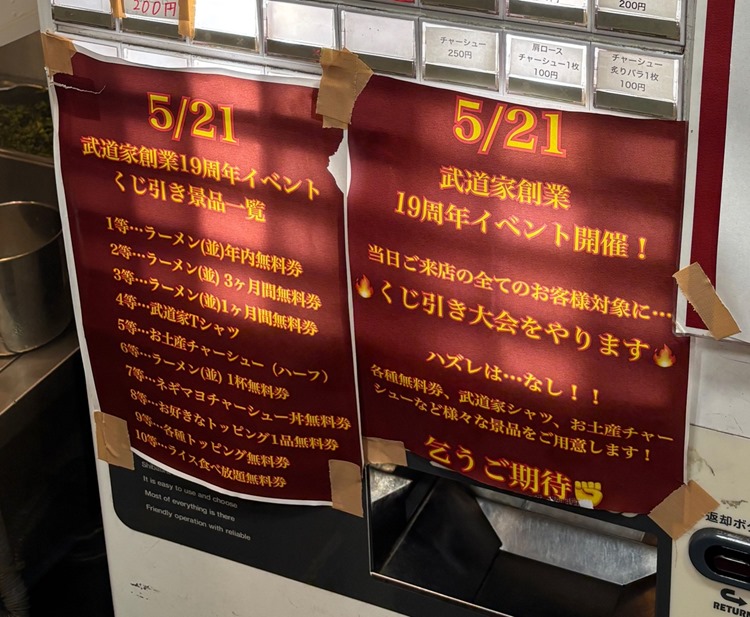 200円
200円
チャーシュー
250円
肩ロース
チャーシュー1枚
100円
チャーシュー
炙りバラ1枚
100円
5/21
武道家創業19周年イベント
くじ引き景品一覧
1等…ラーメン(並)年内無料券
2等…ラーメン(並) 3ヶ月間無料券
3等…ラーメン(並)1ヶ月間無料券
4等…武道家Tシャツ
5等…お土産チャーシュー（ハーフ）
6等…ラーメン(並) 1杯無料券
7等…ネギマヨチャーシュー丼無料券
8等…お好きなトッピング1品無料券
9等…各種トッピング無料券
10等…ライス食べ放題無料券
5/21
武道家創業
19周年イベント開催！
当日ご来店の全てのお客様対象に…
🔥くじ引き大会をやります🔥
ハズレは…なし！！
各種無料券、武道家シャツ、お土産チャー
シューなど様々な景品をご用意します！
乞うご期待✊
It is easy to use and choose
Most of everything is there
Friendly operation with reliable
返却
RETURN